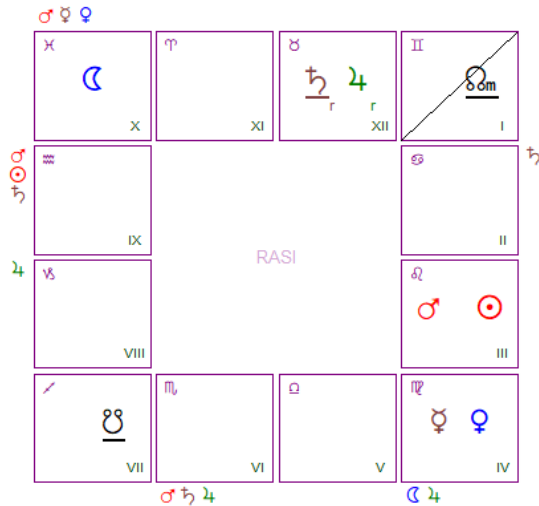 ♂ ☿ ♀
♓ ☾ X
♈ XI
♉ ♄ r ♃ r XII
♊ ☊m I
♂
☉
♄
♒ IX
♋ II
♄
RASI
♃
♑ VIII
♌ ♂ ☉ III
♐ ☋ VII
♏ VI
♎ V
♍ ☿ ♀ IV
♂ ♄ ♃
☾ ♃